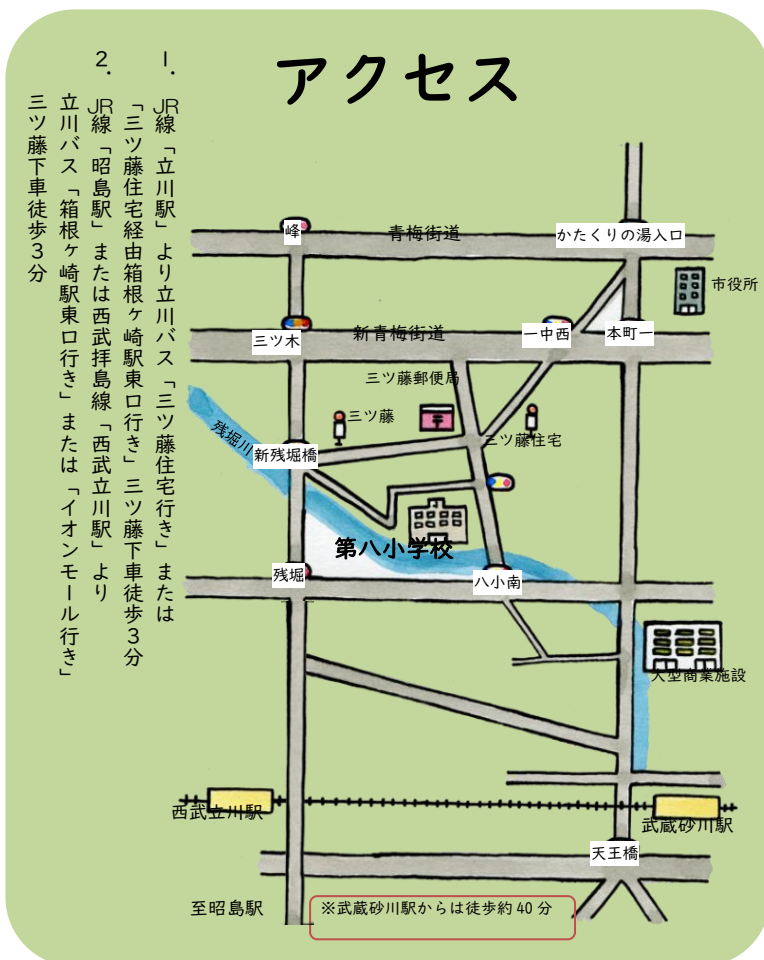 アクセス
1. JR線「立川駅」より立川バス「三ツ藤住宅行き」または
「三ツ藤住宅経由箱根ヶ崎駅東口行き」三ツ藤下車徒歩3分
2. JR線「昭島駅」または西武拝島線「西武立川駅」より
立川バス「箱根ヶ崎駅東口行き」または「イオンモール行き」
三ツ藤下車徒歩3分
峰
青梅街道
かたくりの湯入口
市役所
三ツ木
新青梅街道
一中西
本町一
三ツ藤郵便局
三ツ藤
三ツ藤住宅
残堀川
新残堀橋
第八小学校
残堀
八小南
大型商業施設
西武立川駅
武蔵砂川駅
天王橋
至昭島駅
※武蔵砂川駅からは徒歩約40分